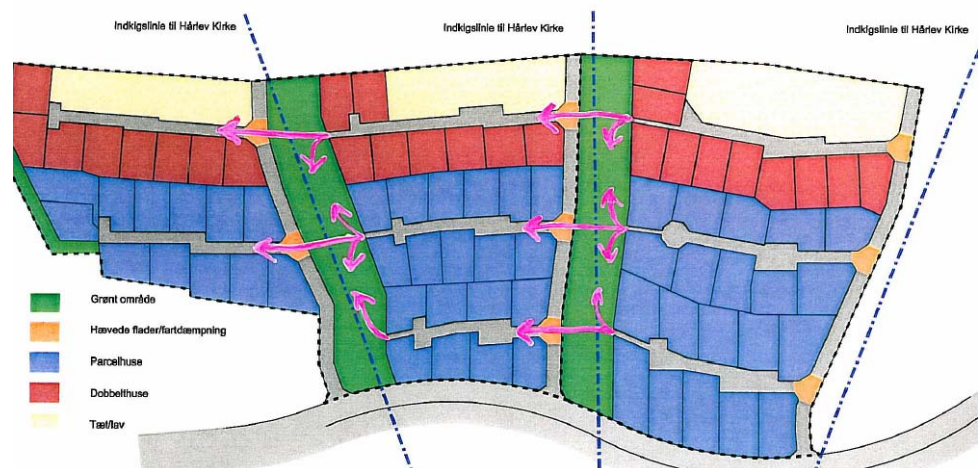 Indkigslinie til Hårlev Kirke
Indkigslinie til Hårlev Kirke
Indkigslinie til Hårlev Kirke
Grønt område
Hævede flader/fartdæmpning
Parcelhuse
Dobbelthuse
Tæt/lav